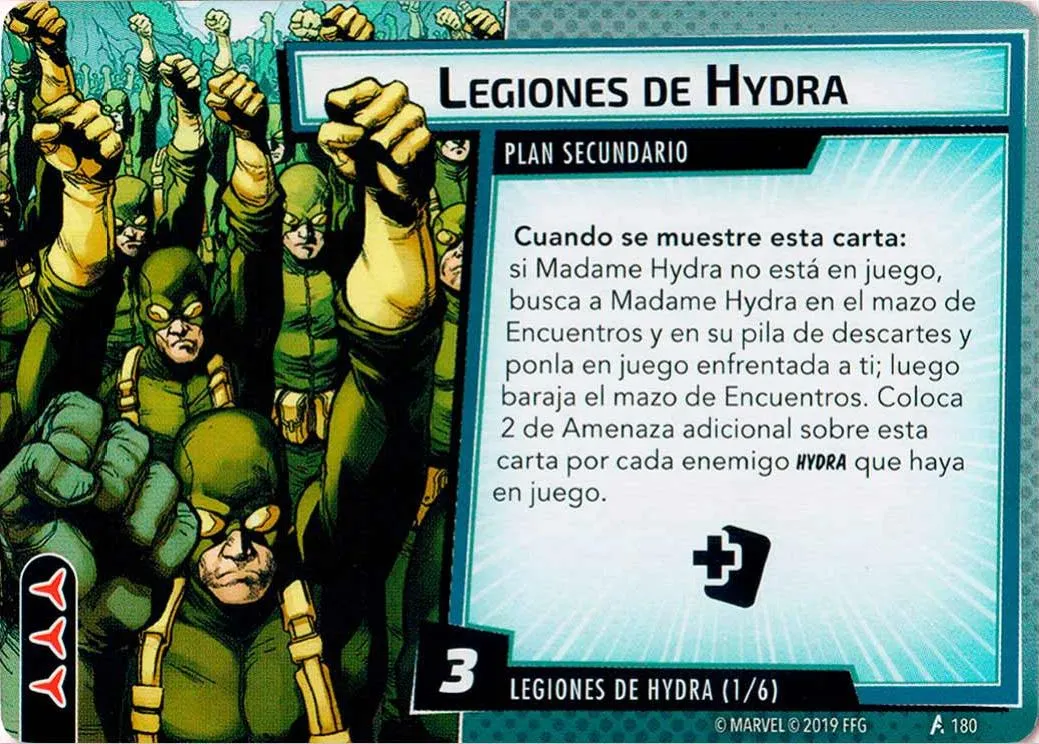 LEGIONES DE HYDRA
PLAN SECUNDARIO
Cuando se muestre esta carta:
si Madame Hydra no está en juego,
busca a Madame Hydra en el mazo de
Encuentros y en su pila de descartes y
ponla en juego enfrentada a ti; luego
baraja el mazo de Encuentros. Coloca
2 de Amenaza adicional sobre esta
carta por cada enemigo HYDRA que haya
en juego.
3
LEGIONES DE HYDRA (1/6)
© MARVEL © 2019 FFG
180